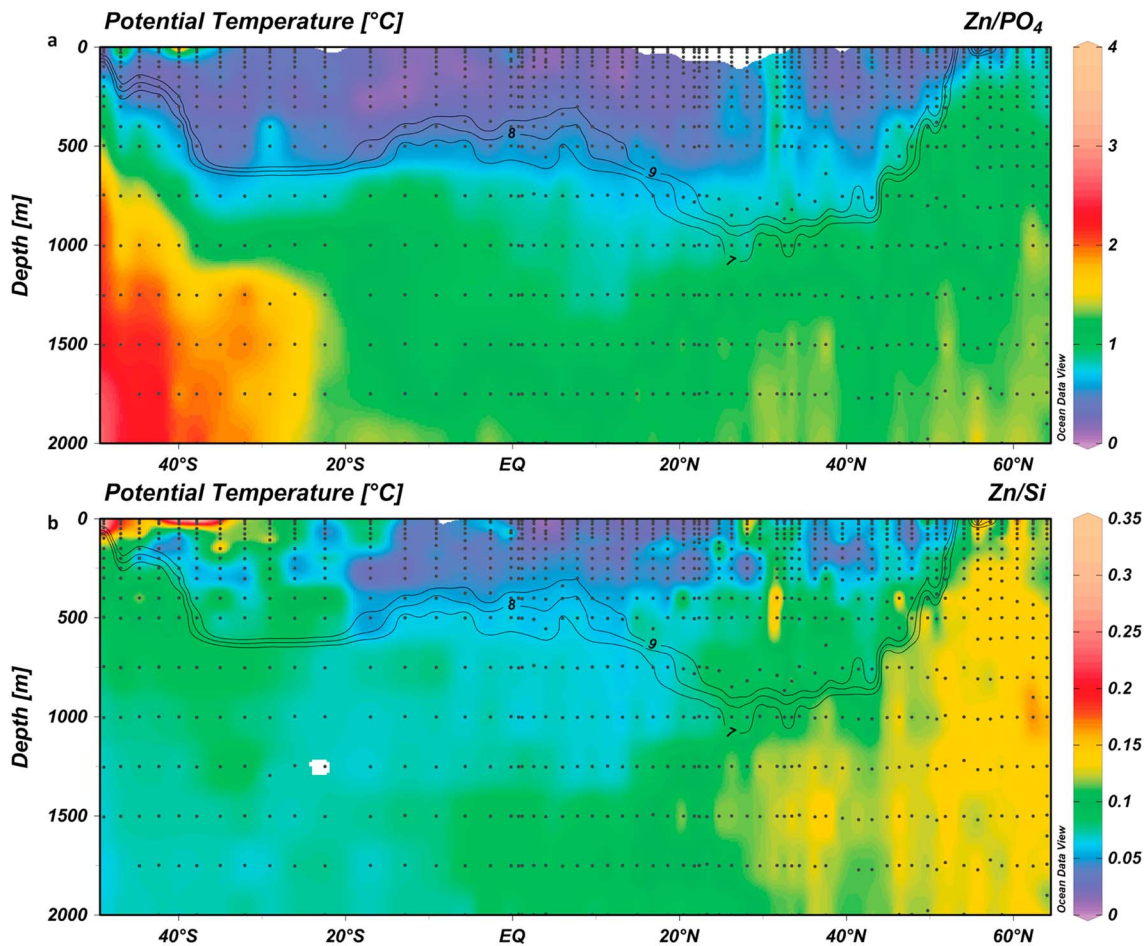 Potential Temperature [°C] Zn/PO4
a
0
500
1000
1500
2000
Depth [m]
8
9
7
4
3
2
1
0
Ocean Data View
40°S 20°S EQ 20°N 40°N 60°N
Potential Temperature [°C] Zn/Si
b
0
500
1000
1500
2000
Depth [m]
8
9
7
0.35
0.3
0.25
0.2
0.15
0.1
0.05
0
Ocean Data View
40°S 20°S EQ 20°N 40°N 60°N